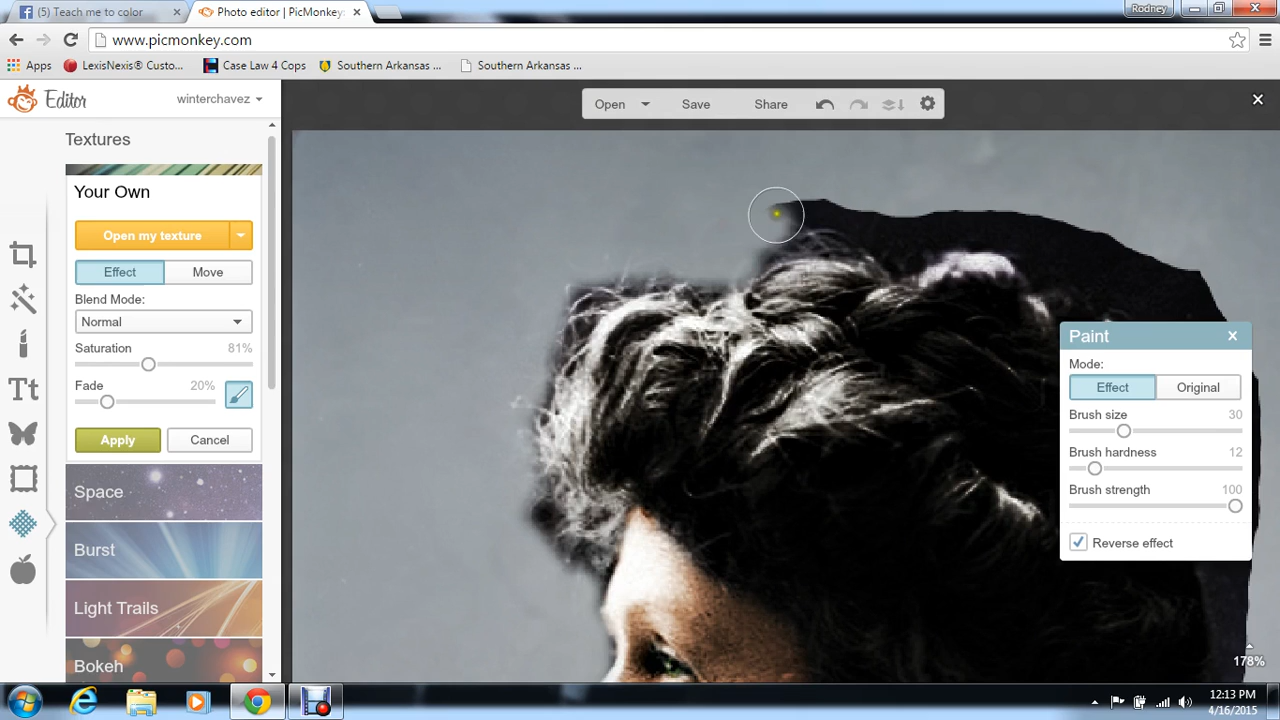 (5) Teach me to color
Photo editor | PicMonkey:
Rodney
www.picmonkey.com
Apps
LexisNexis® Custo...
Case Law 4 Cops
Southern Arkansas ...
Southern Arkansas ...
Editor
winterchavez
Open
Save
Share
Textures
Your Own
Open my texture
Effect
Move
Blend Mode:
Normal
Saturation
81%
Fade
20%
Apply
Cancel
Space
Burst
Light Trails
Bokeh
Paint
Mode:
Effect
Original
Brush size
30
Brush hardness
12
Brush strength
100
Reverse effect
178%
12:13 PM
4/16/2015